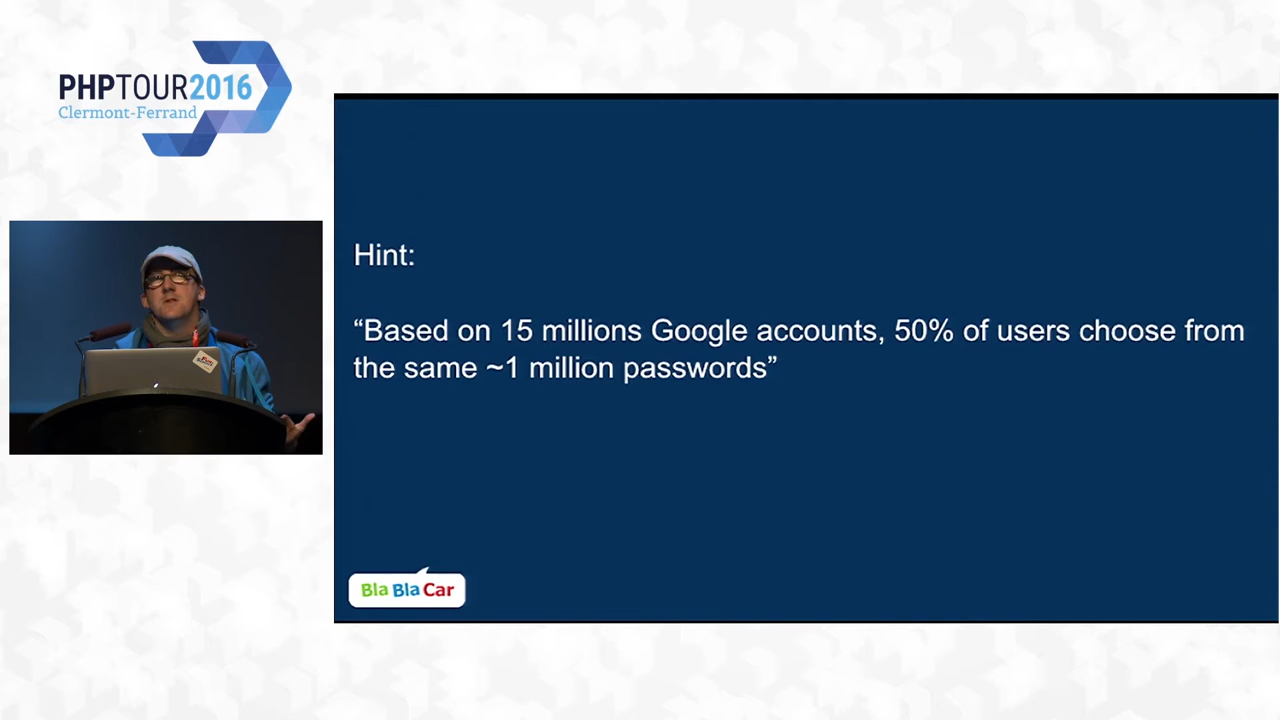 PHPTOUR2016
Clermont-Ferrand
Hint:
“Based on 15 millions Google accounts, 50% of users choose from
the same ~1 million passwords”
Bla Bla Car